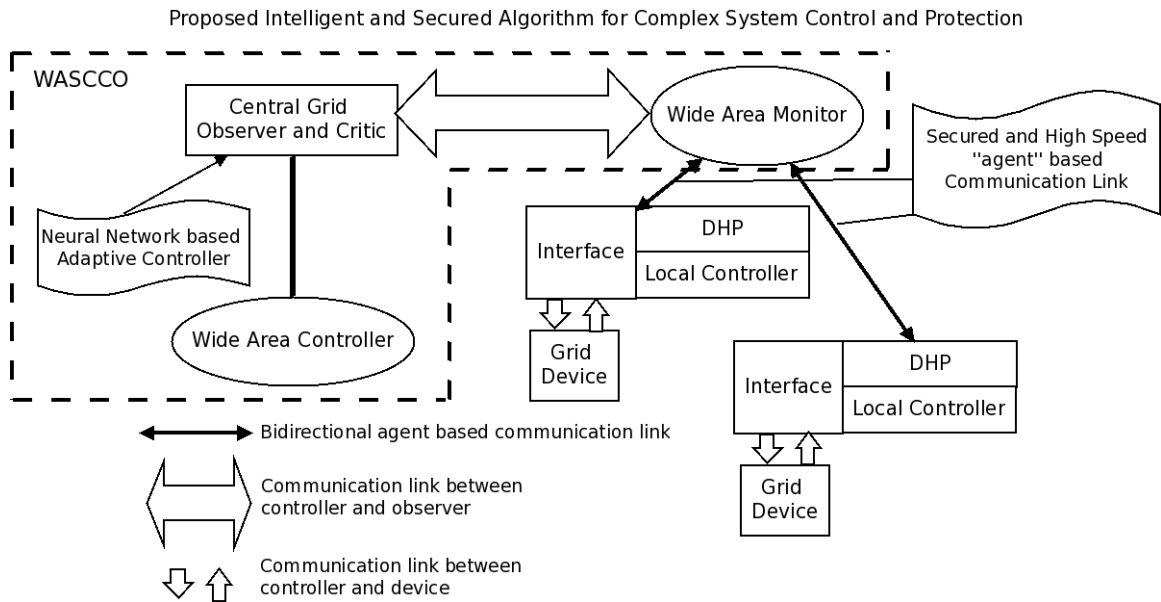 Proposed Intelligent and Secured Algorithm for Complex System Control and Protection
WASCCO
Central Grid
Observer and Critic
Wide Area Monitor
Secured and High Speed
"agent" based
Communication Link
Neural Network based
Adaptive Controller
Interface
DHP
Local Controller
Wide Area Controller
Grid
Device
Interface
DHP
Local Controller
Grid
Device
Bidirectional agent based communication link
Communication link between
controller and observer
Communication link between
controller and device